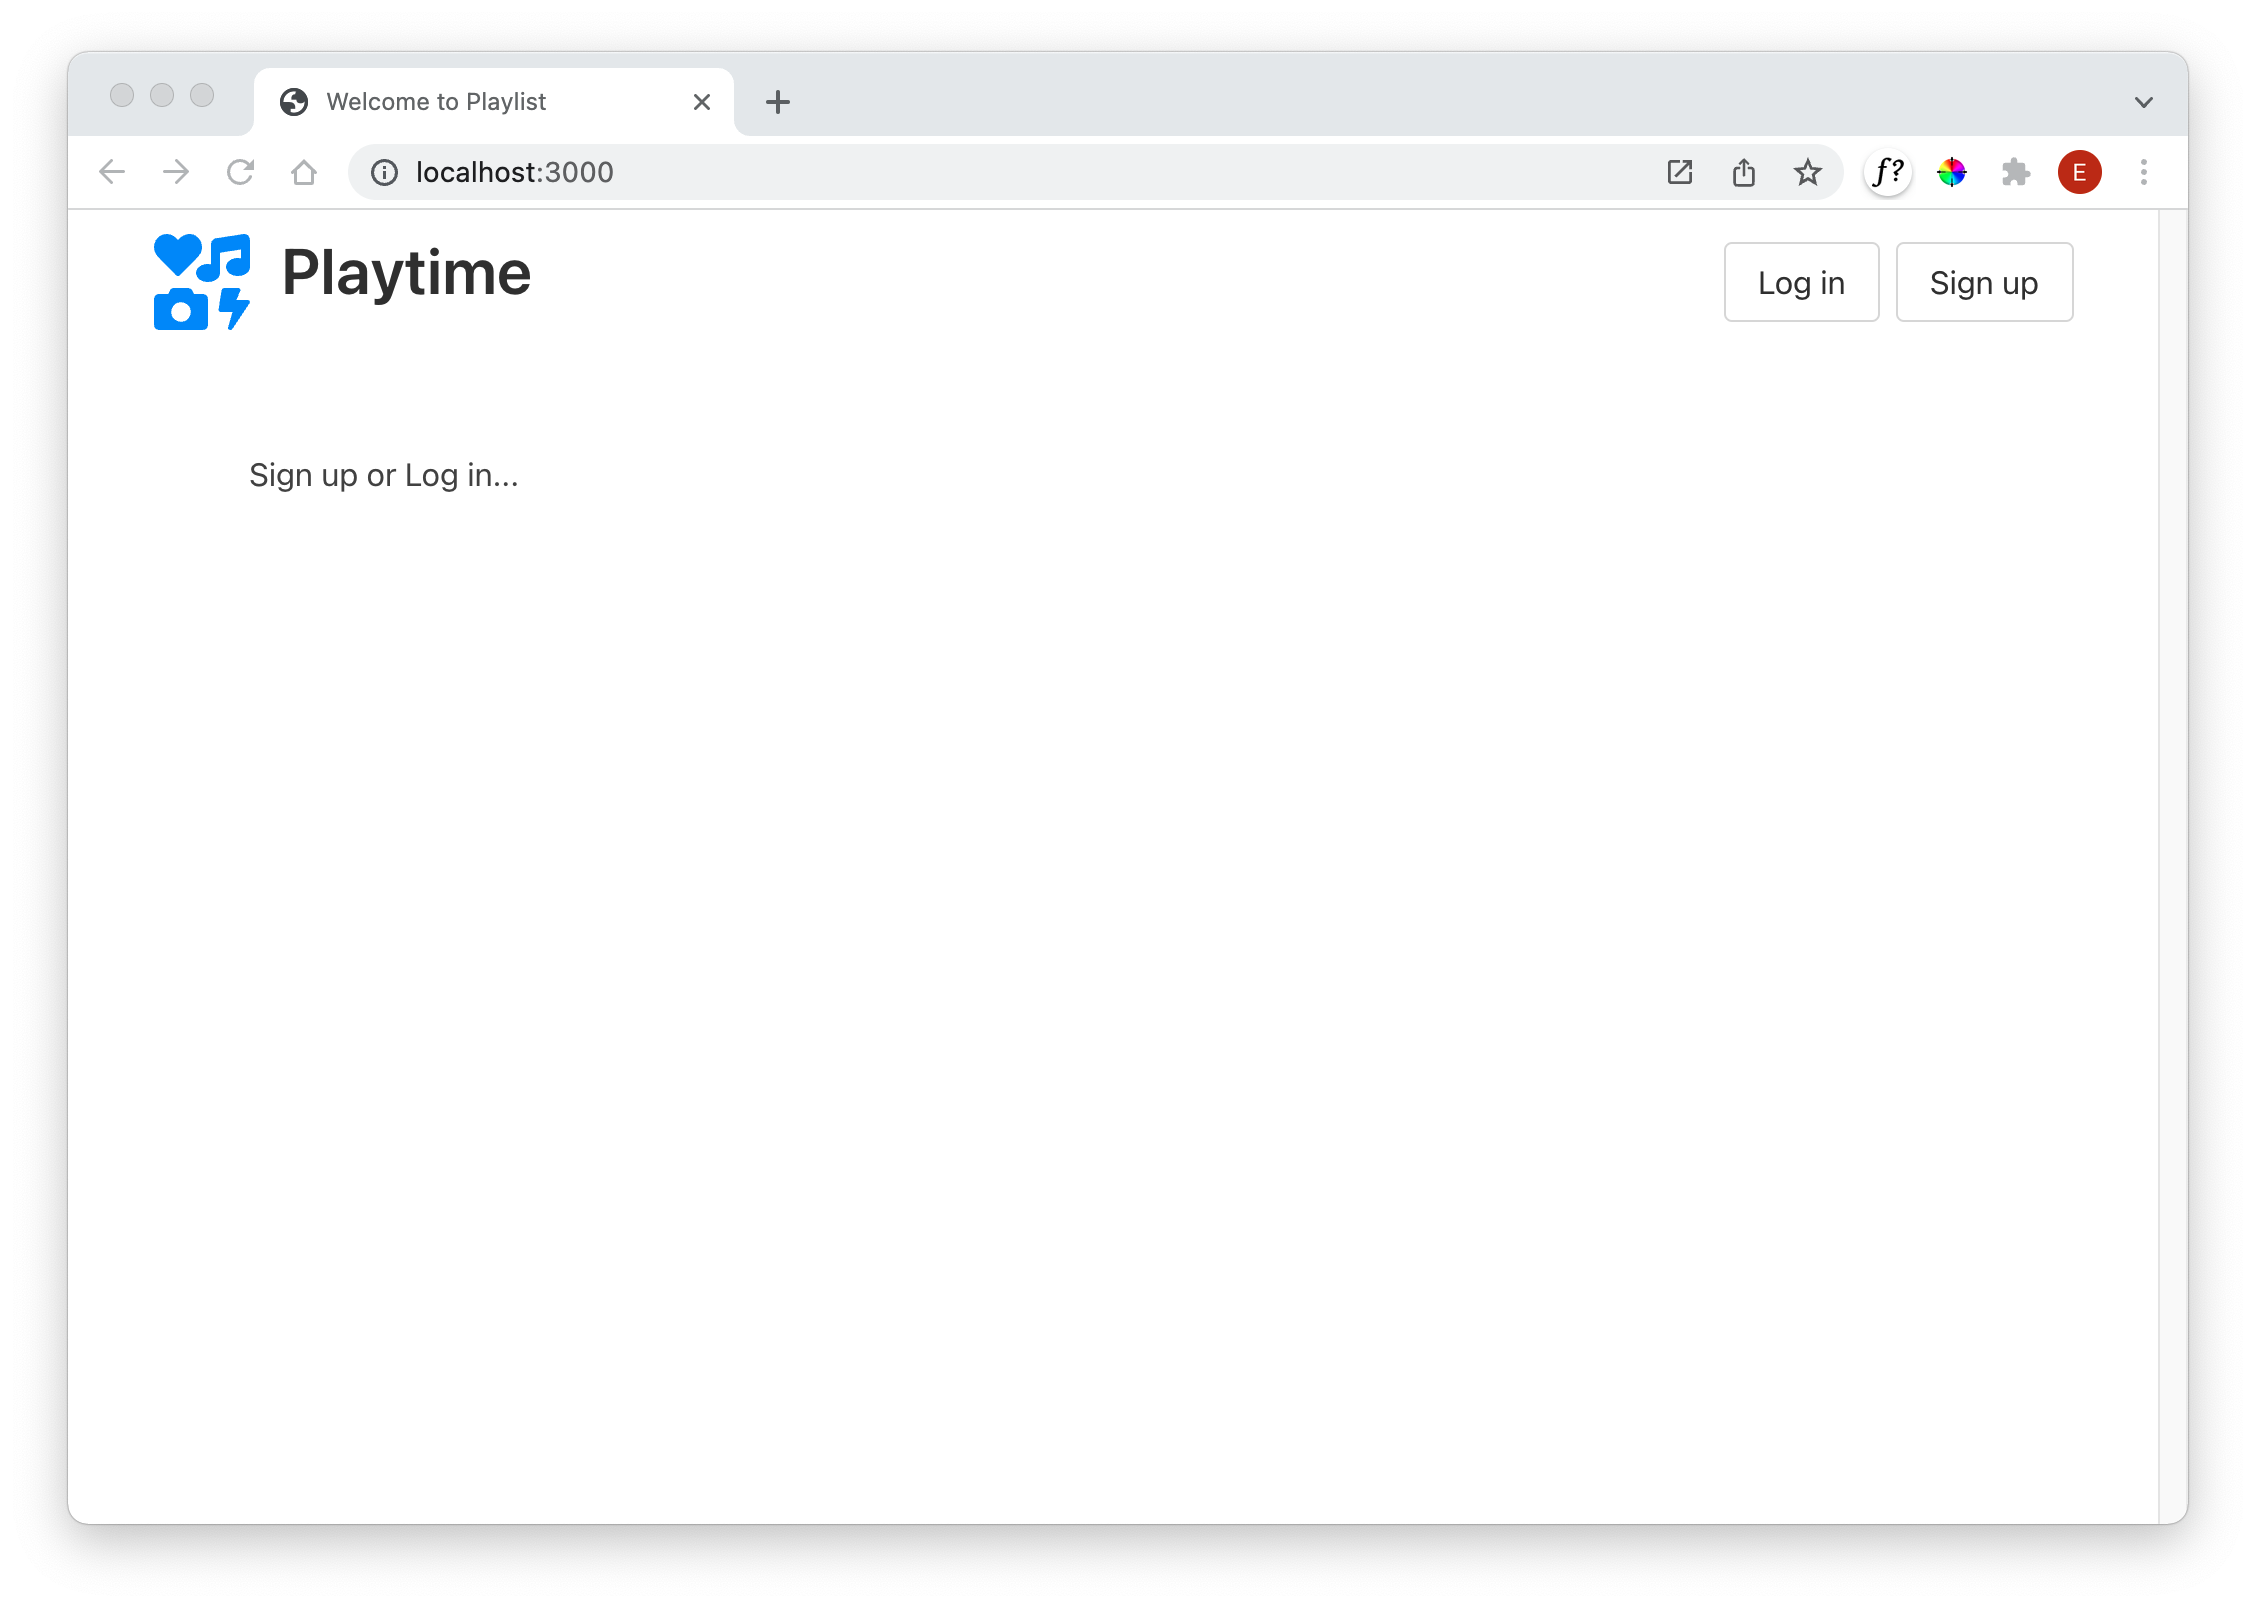 Welcome to Playlist
localhost:3000
f?
E
Playtime
Log in
Sign up
Sign up or Log in...